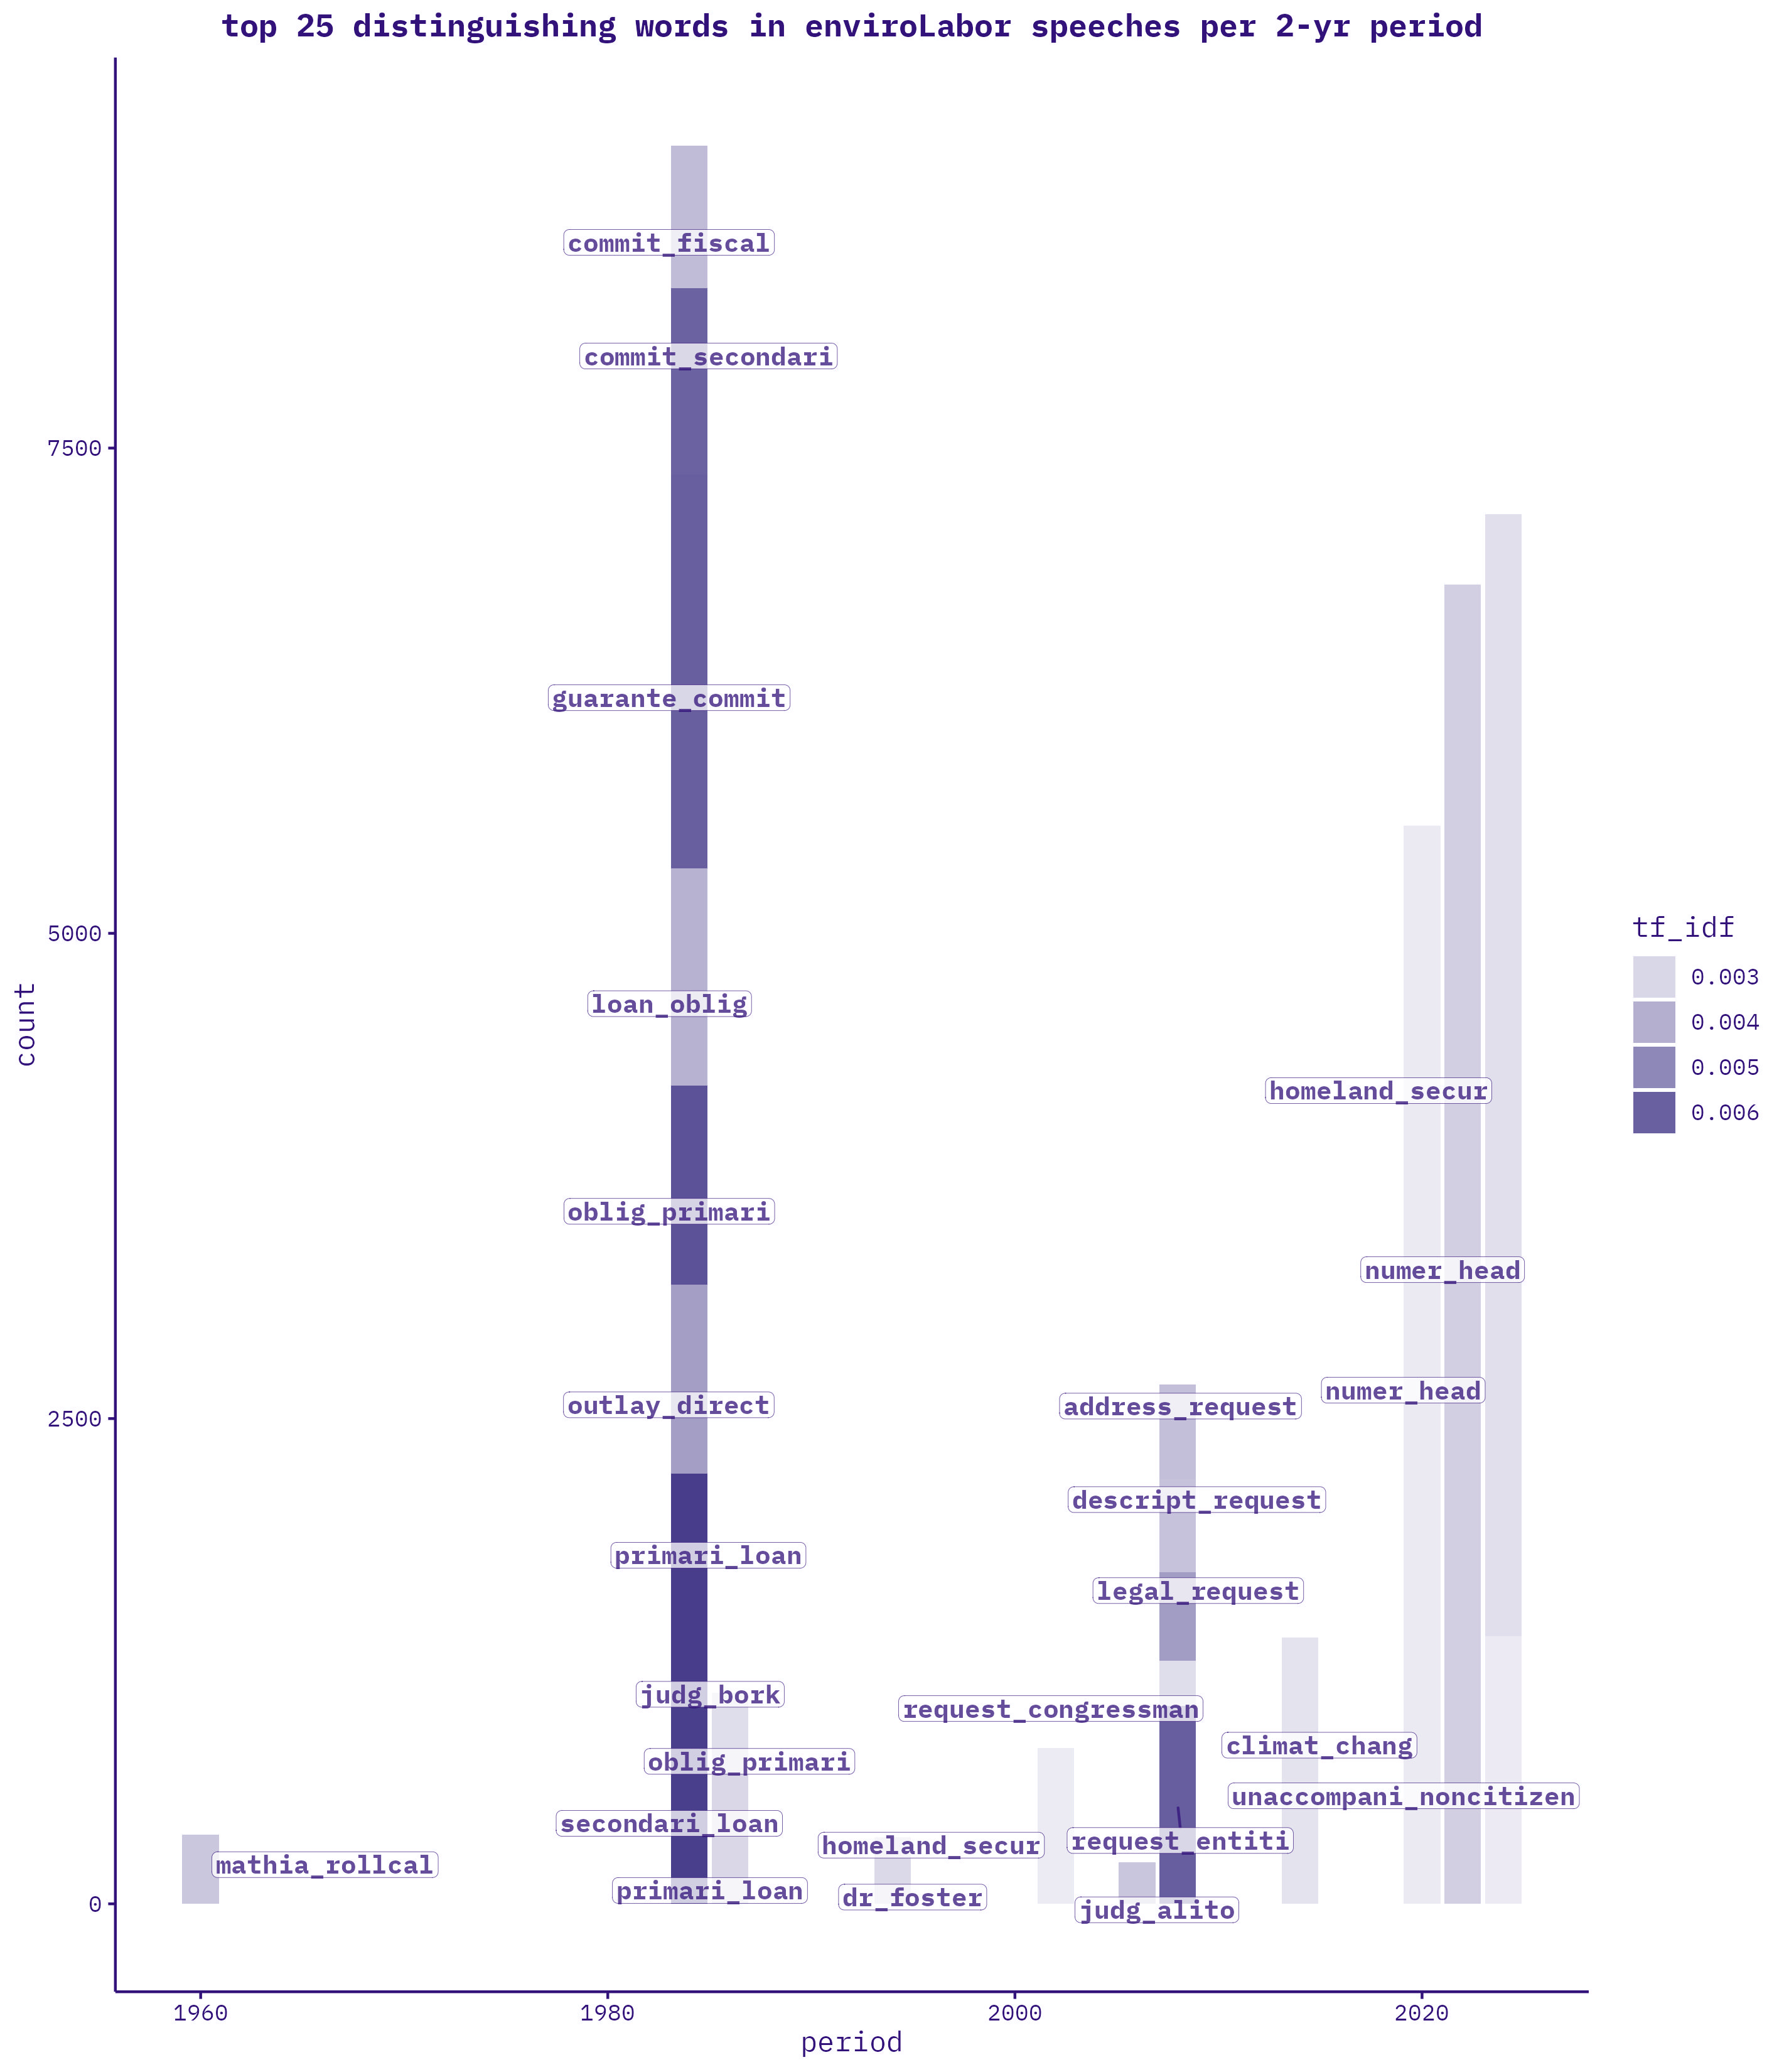 top 25 distinguishing words in enviroLabor speeches per 2-yr period
commit_fiscal
commit_secondari
7500
guarante_commit
5000
loan_oblig
homeland_secur
oblig_primari
numer_head
numer_head
outlay_direct
address_request
2500
descript_request
primari_loan
legal_request
judg_bork
request_congressman
climat_chang
oblig_primari
unaccompani_noncitizen
secondari_loan
request_entiti
homeland_secur
mathia_rollcal
primari_loan
dr_foster
0
judg_alito
count
1960
1980
2000
2020
period
tf_idf
0.003
0.004
0.005
0.006